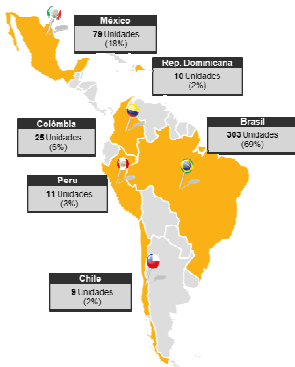 México
79 Unidades
(18%)
Rep. Dominicana
10 Unidades
(2%)
Colômbia
25 Unidades
(6%)
Brasil
303 Unidades
(69%)
Peru
11 Unidades
(3%)
Chile
9 Unidades
(2%)